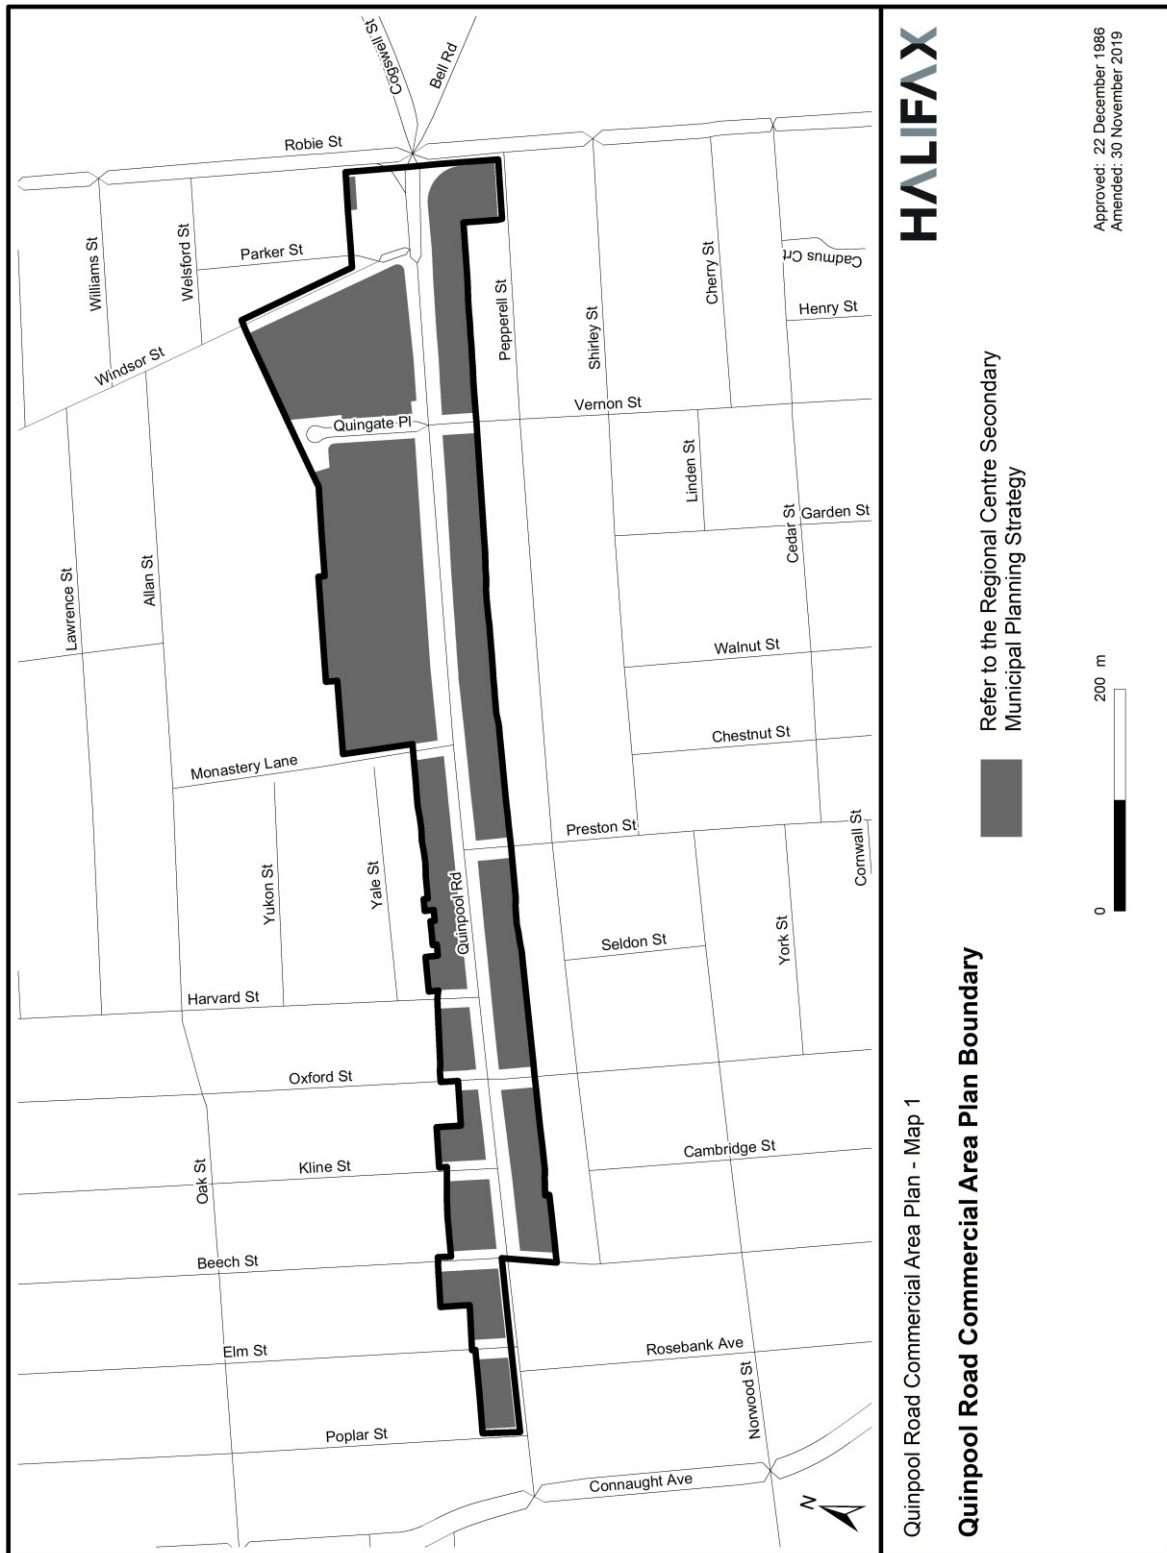 Cogswell St
Bell Rd
Robie St
Williams St
Welsford St
Parker St
Windsor St
Pepperell St
Shirley St
Cherry St
Cadmus Crt
Henry St
Vernon St
Quingate Pl
Linden St
Lawrence St
Allan St
Cedar St
Garden St
Walnut St
Chestnut St
Monastery Lane
Preston St
Cornwall St
Yukon St
Yale St
Quinpool Rd
Seldon St
York St
Harvard St
Oxford St
Kline St
Oak St
Cambridge St
Beech St
Elm St
Rosebank Ave
Norwood St
Poplar St
Connaught Ave
N
Quinpool Road Commercial Area Plan - Map 1
Quinpool Road Commercial Area Plan Boundary
Refer to the Regional Centre Secondary
Municipal Planning Strategy
0
200 m
HALIFAX
Approved: 22 December 1986
Amended: 30 November 2019